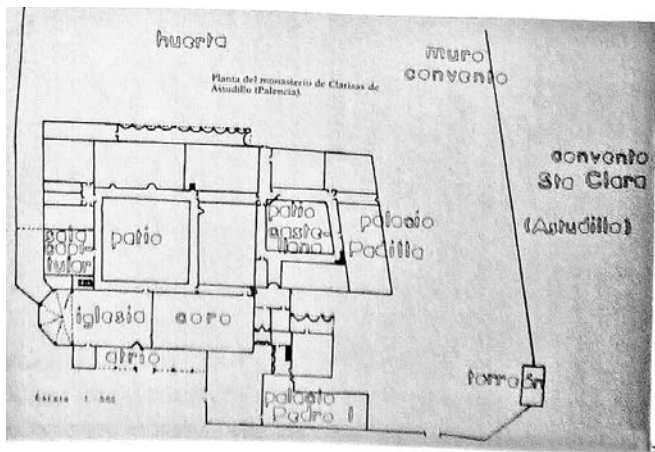 huerta
muro
convento
Planta del monasterio de Clarisas de
Astudillo (Palencia).
convento
Sta Clara
(Astudillo)
patio
patio
caste-
llano
palacio
Padilla
sala
capi-
tular
iglesia
coro
atrio
torre
palacio
Pedro I
Escala 1